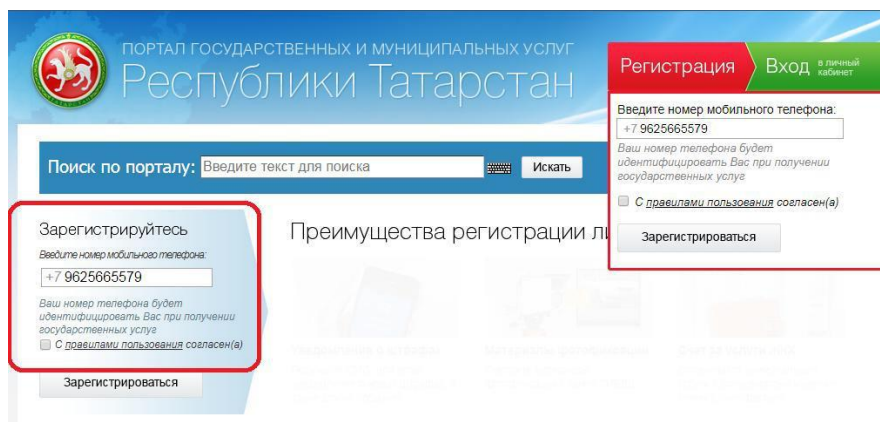 ПОРТАЛ ГОСУДАРСТВЕННЫХ И МУНИЦИПАЛЬНЫХ УСЛУГ
Республики Татарстан
Регистрация
Вход в личный кабинет
Введите номер мобильного телефона:
+7 9625665579
Ваш номер телефона будет
идентифицировать Вас при получении
государственных услуг
С правилами пользования согласен(а)
Зарегистрироваться
Поиск по порталу: Введите текст для поиска Искать
Зарегистрируйтесь
Введите номер мобильного телефона:
+7 9625665579
Ваш номер телефона будет
идентифицировать Вас при получении
государственных услуг
С правилами пользования согласен(а)
Зарегистрироваться
Преимущества регистрации ли